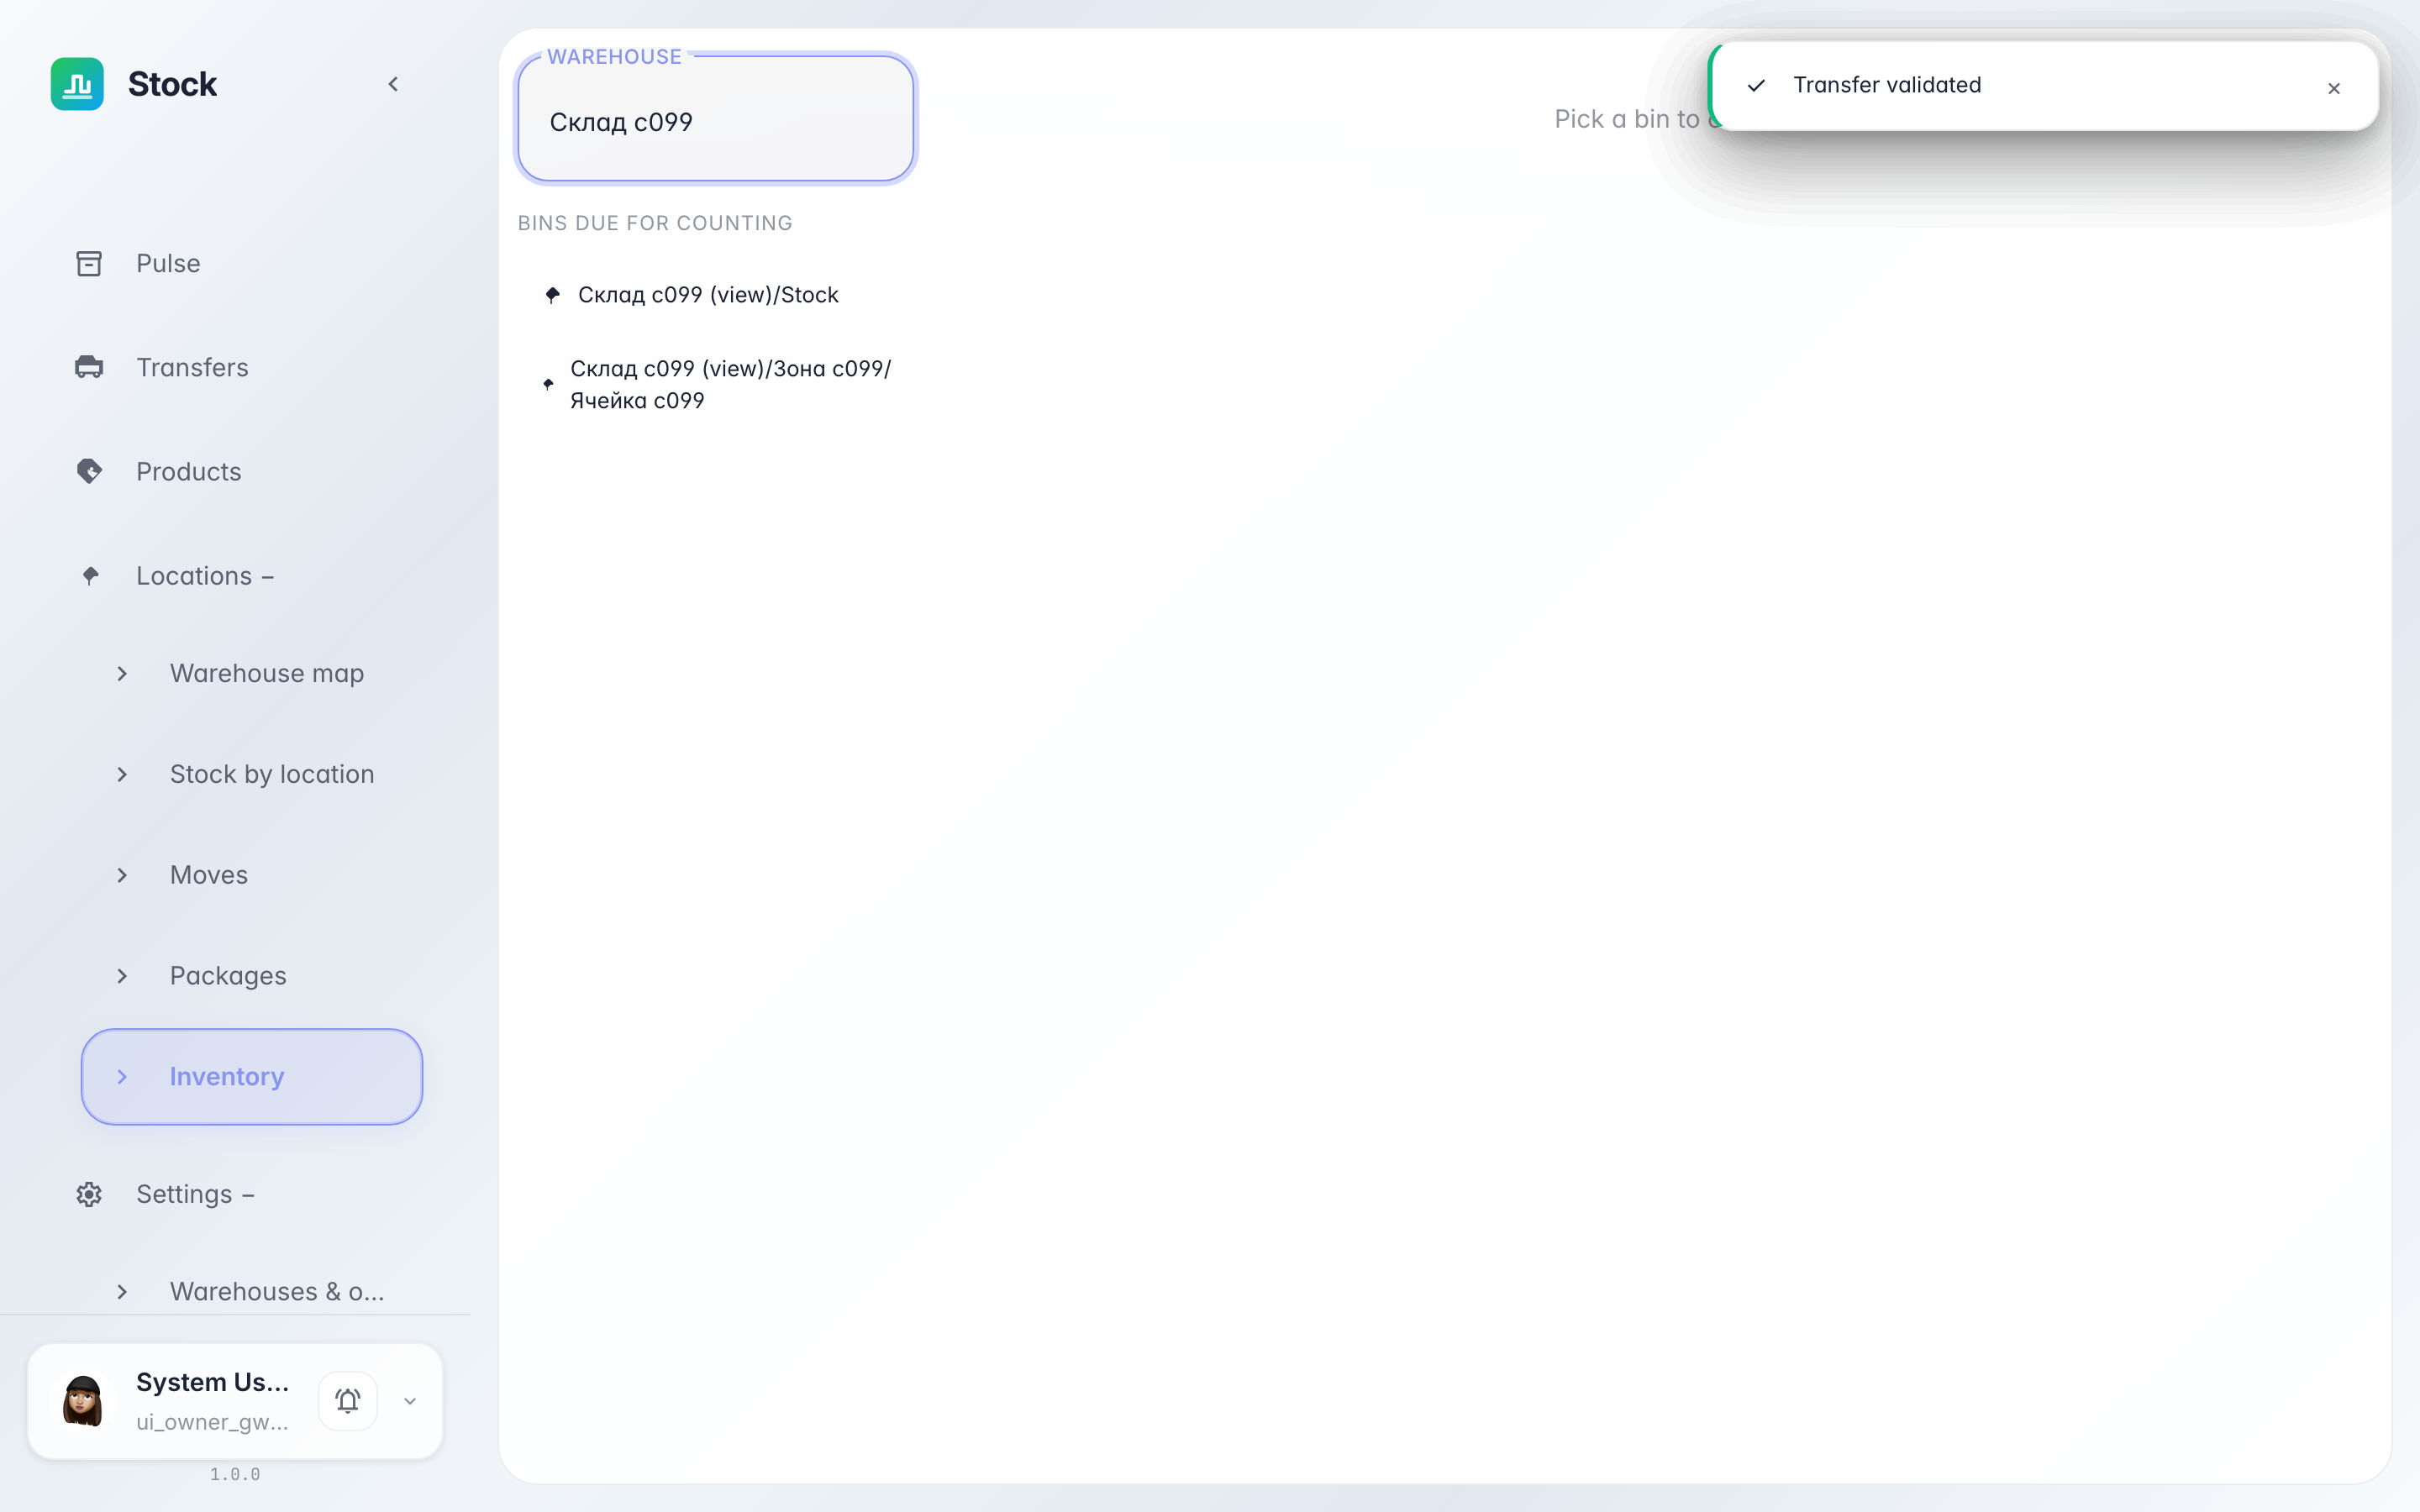 Stock
Pulse
Transfers
Products
Locations –
Warehouse map
Stock by location
Moves
Packages
Inventory
Settings –
Warehouses & o...
System Us...
ui_owner_gw...
1.0.0
WAREHOUSE
Склад c099
BINS DUE FOR COUNTING
Склад c099 (view)/Stock
Склад c099 (view)/Зона c099/
Ячейка c099
Pick a bin to
Transfer validated